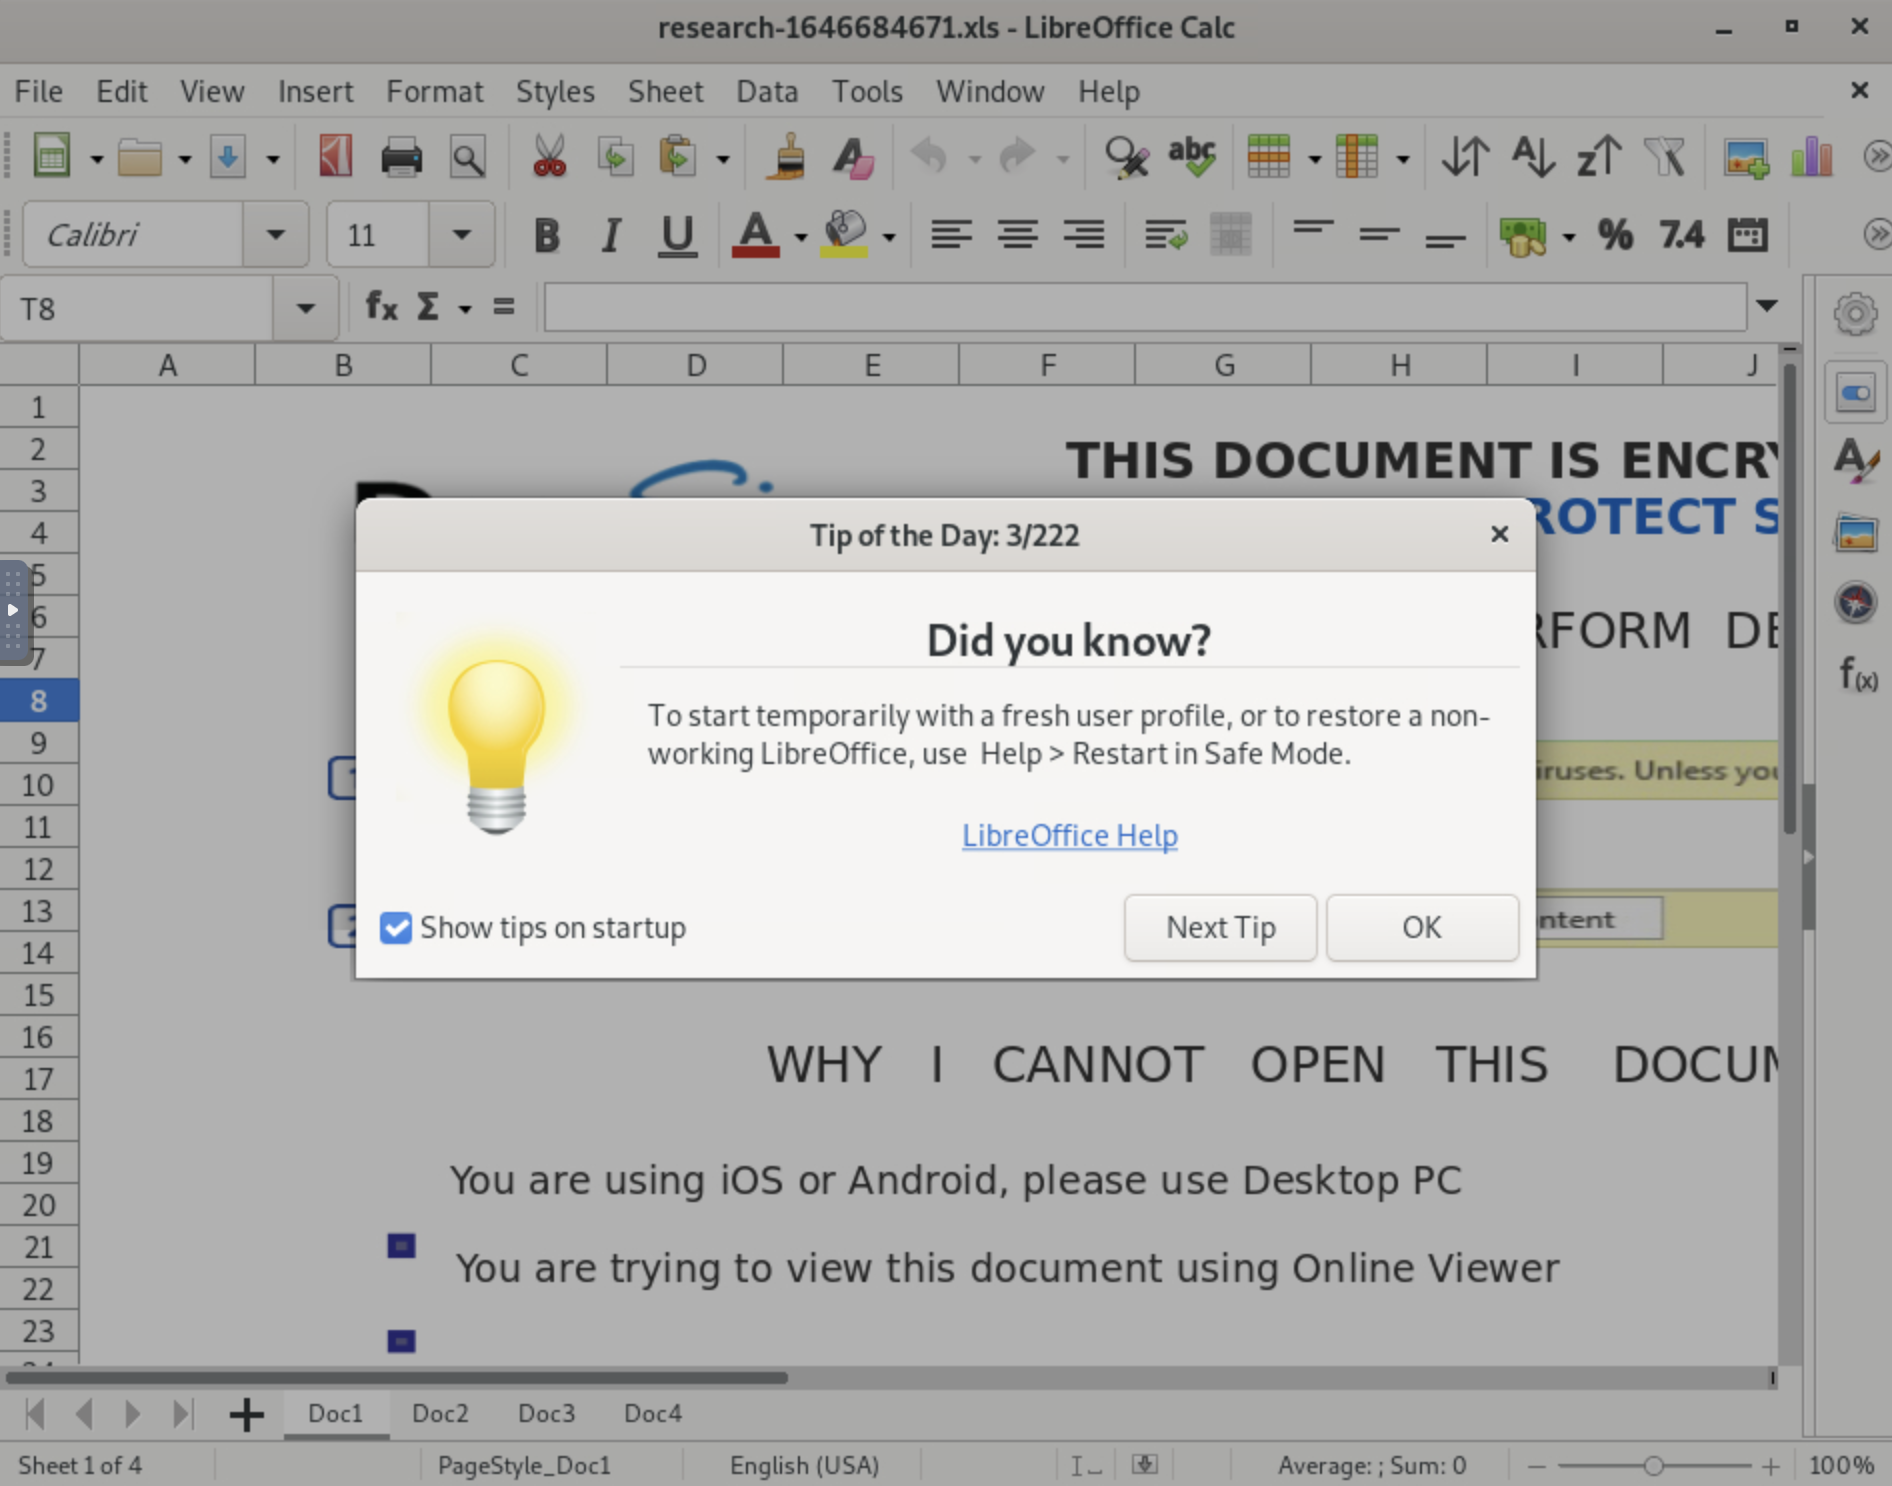 research-1646684671.xls - LibreOffice Calc
File Edit View Insert Format Styles Sheet Data Tools Window Help
abc
Calibri 11 B I U A % 7.4
T8 fx Σ =
A B C D E F G H I J
1
2
3
4
5
6
7
8
9
10
11
12
13
14
15
16
17
18
19
20
21
22
23
THIS DOCUMENT IS ENCRY
ROTECT S
RFORM DE
iruses. Unless you
ntent
Tip of the Day: 3/222
Did you know?
To start temporarily with a fresh user profile, or to restore a non-
working LibreOffice, use Help > Restart in Safe Mode.
LibreOffice Help
Show tips on startup
Next Tip OK
WHY I CANNOT OPEN THIS DOCUM
You are using iOS or Android, please use Desktop PC
You are trying to view this document using Online Viewer
Doc1 Doc2 Doc3 Doc4
Sheet 1 of 4 PageStyle_Doc1 English (USA) Average: ; Sum: 0 100%